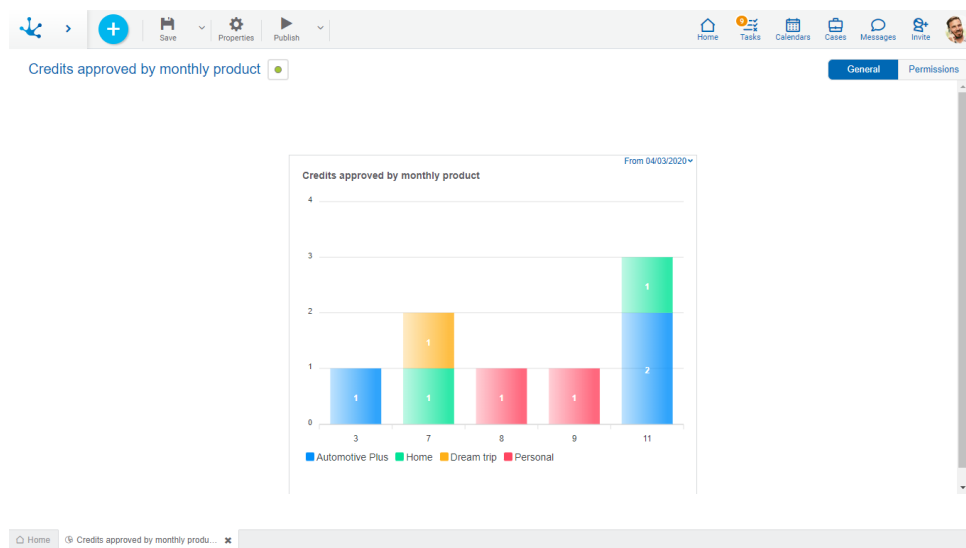 Save
Properties
Publish
Home
9
Tasks
Calendars
Cases
Messages
Invite
Credits approved by monthly product
General
Permissions
From 04/03/2020
Credits approved by monthly product
4
3
2
1
0
1
1
1
1
1
1
2
3 7 8 9 11
Automotive Plus Home Dream trip Personal
Home
Credits approved by monthly produ...